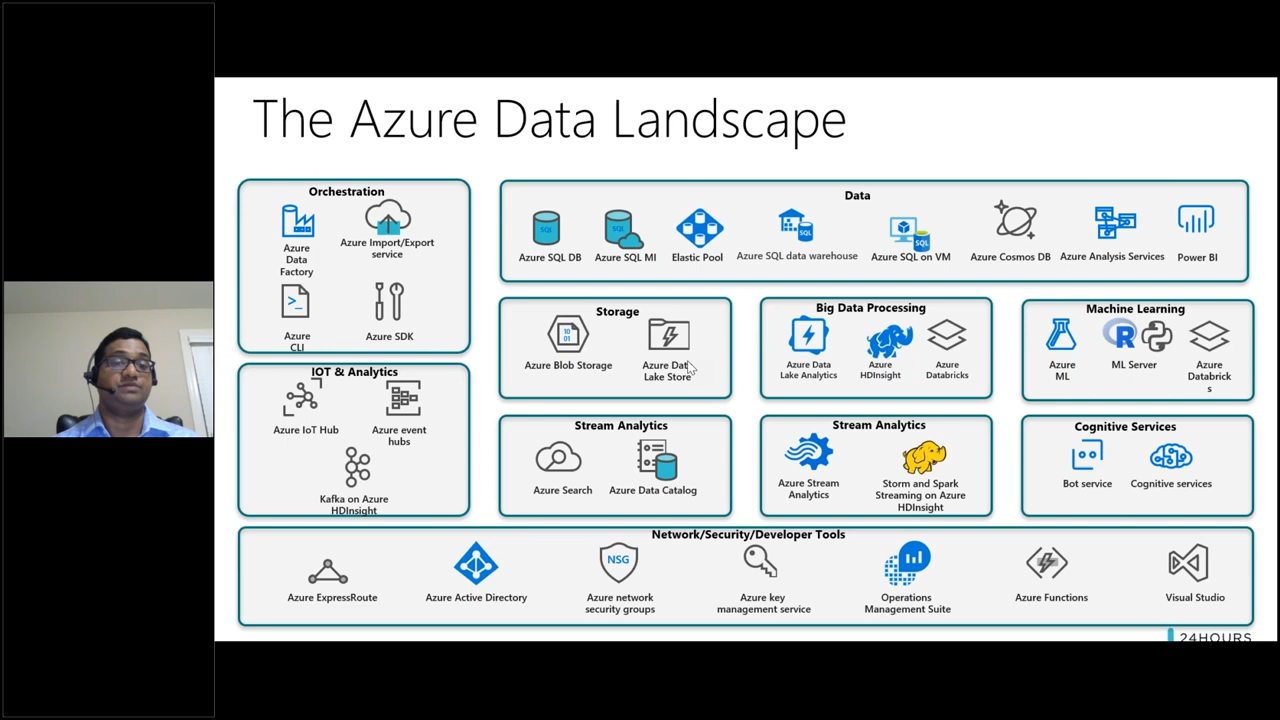 The Azure Data Landscape
Orchestration
Azure
Data
Factory
Azure Import/Export
service
>_
Azure
CLI
Azure SDK
Data
SQL
Azure SQL DB
SQL
Azure SQL MI
Elastic Pool
SQL
Azure SQL data warehouse
SQL
Azure SQL on VM
Azure Cosmos DB
Azure Analysis Services
Power BI
Storage
10
01
Azure Blob Storage
Azure Data
Lake Store
Big Data Processing
Azure Data
Lake Analytics
Azure
HDInsight
Azure
Databricks
Machine Learning
Azure
ML
R
ML Server
Azure
Databrick
s
IOT & Analytics
Azure IoT Hub
Azure event
hubs
Kafka on Azure
HDInsight
Stream Analytics
Azure Search
Azure Data Catalog
Stream Analytics
Azure Stream
Analytics
Storm and Spark
Streaming on Azure
HDInsight
Cognitive Services
Bot service
Cognitive services
Network/Security/Developer Tools
Azure ExpressRoute
Azure Active Directory
NSG
Azure network
security groups
Azure key
management service
Operations
Management Suite
Azure Functions
Visual Studio
24HOURS